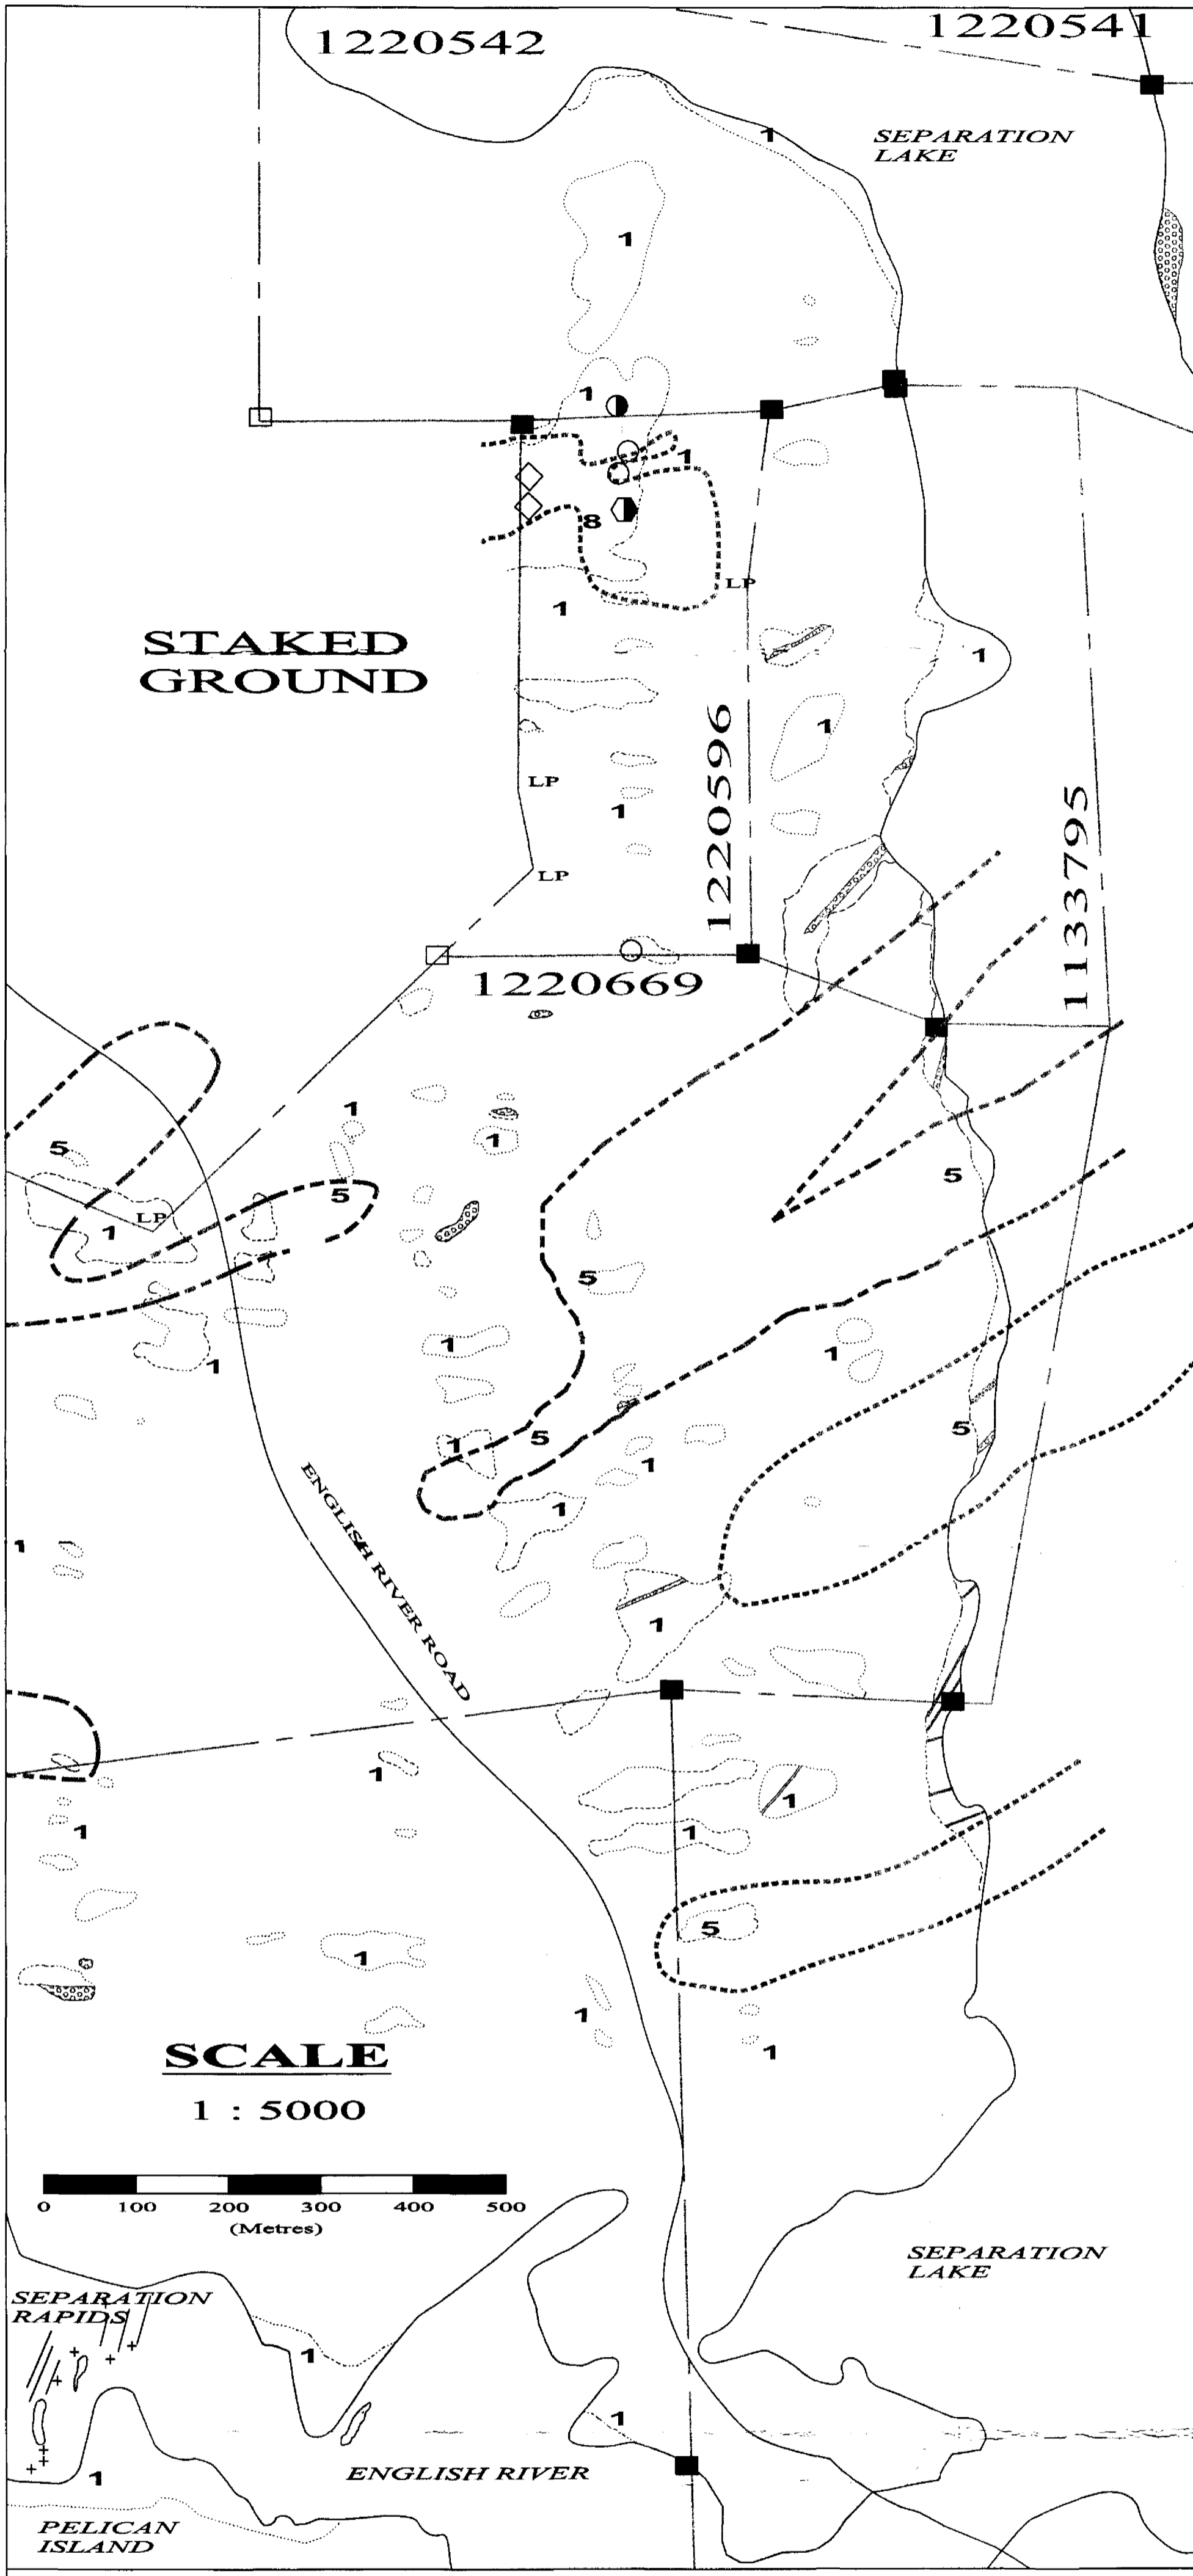 1220542
1220541
SEPARATION
LAKE
1
1
1
1
8
LP
1
STAKED
GROUND
1
1
LP
1
1220596
1133795
LP
1220669
1
1
5
5
5
LP
1
5
1
1
1
1
5
5
1
1
ENGLISH RIVER ROAD
1
1
1
1
1
1
5
1
1
1
SCALE
1 : 5000
0 100 200 300 400 500
(Metres)
SEPARATION
LAKE
SEPARATION
RAPIDS
1
1
ENGLISH RIVER
1
PELICAN
ISLAND